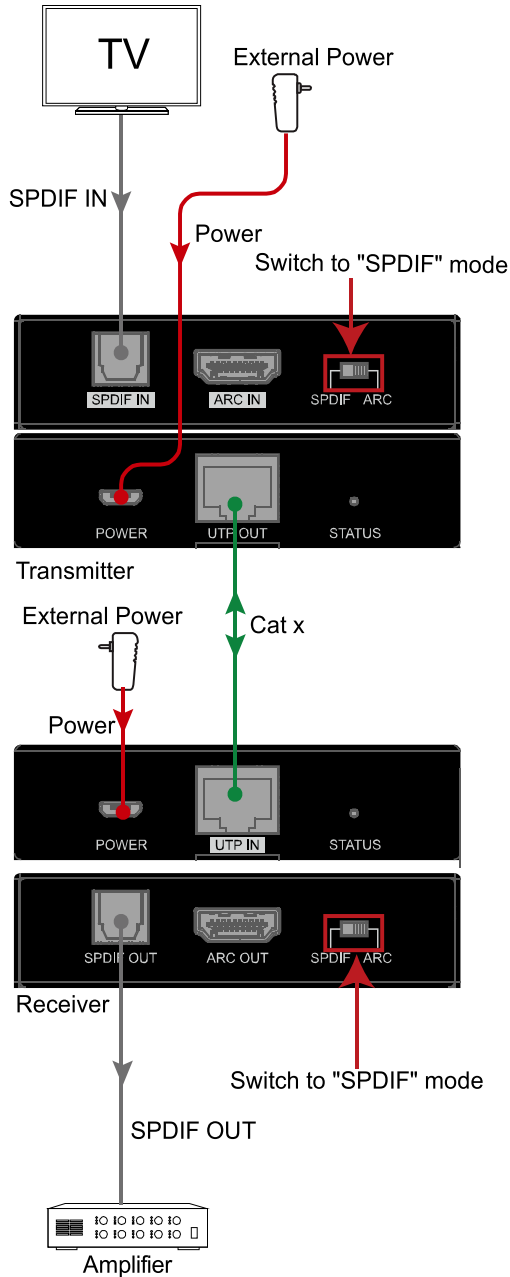 TV
External Power
SPDIF IN
Power
Switch to "SPDIF" mode
SPDIF IN
ARC IN
SPDIF ARC
POWER
UTP OUT
STATUS
Transmitter
External Power
Cat x
Power
POWER
UTP IN
STATUS
SPDIF OUT
ARC OUT
SPDIF ARC
Receiver
Switch to "SPDIF" mode
SPDIF OUT
Amplifier